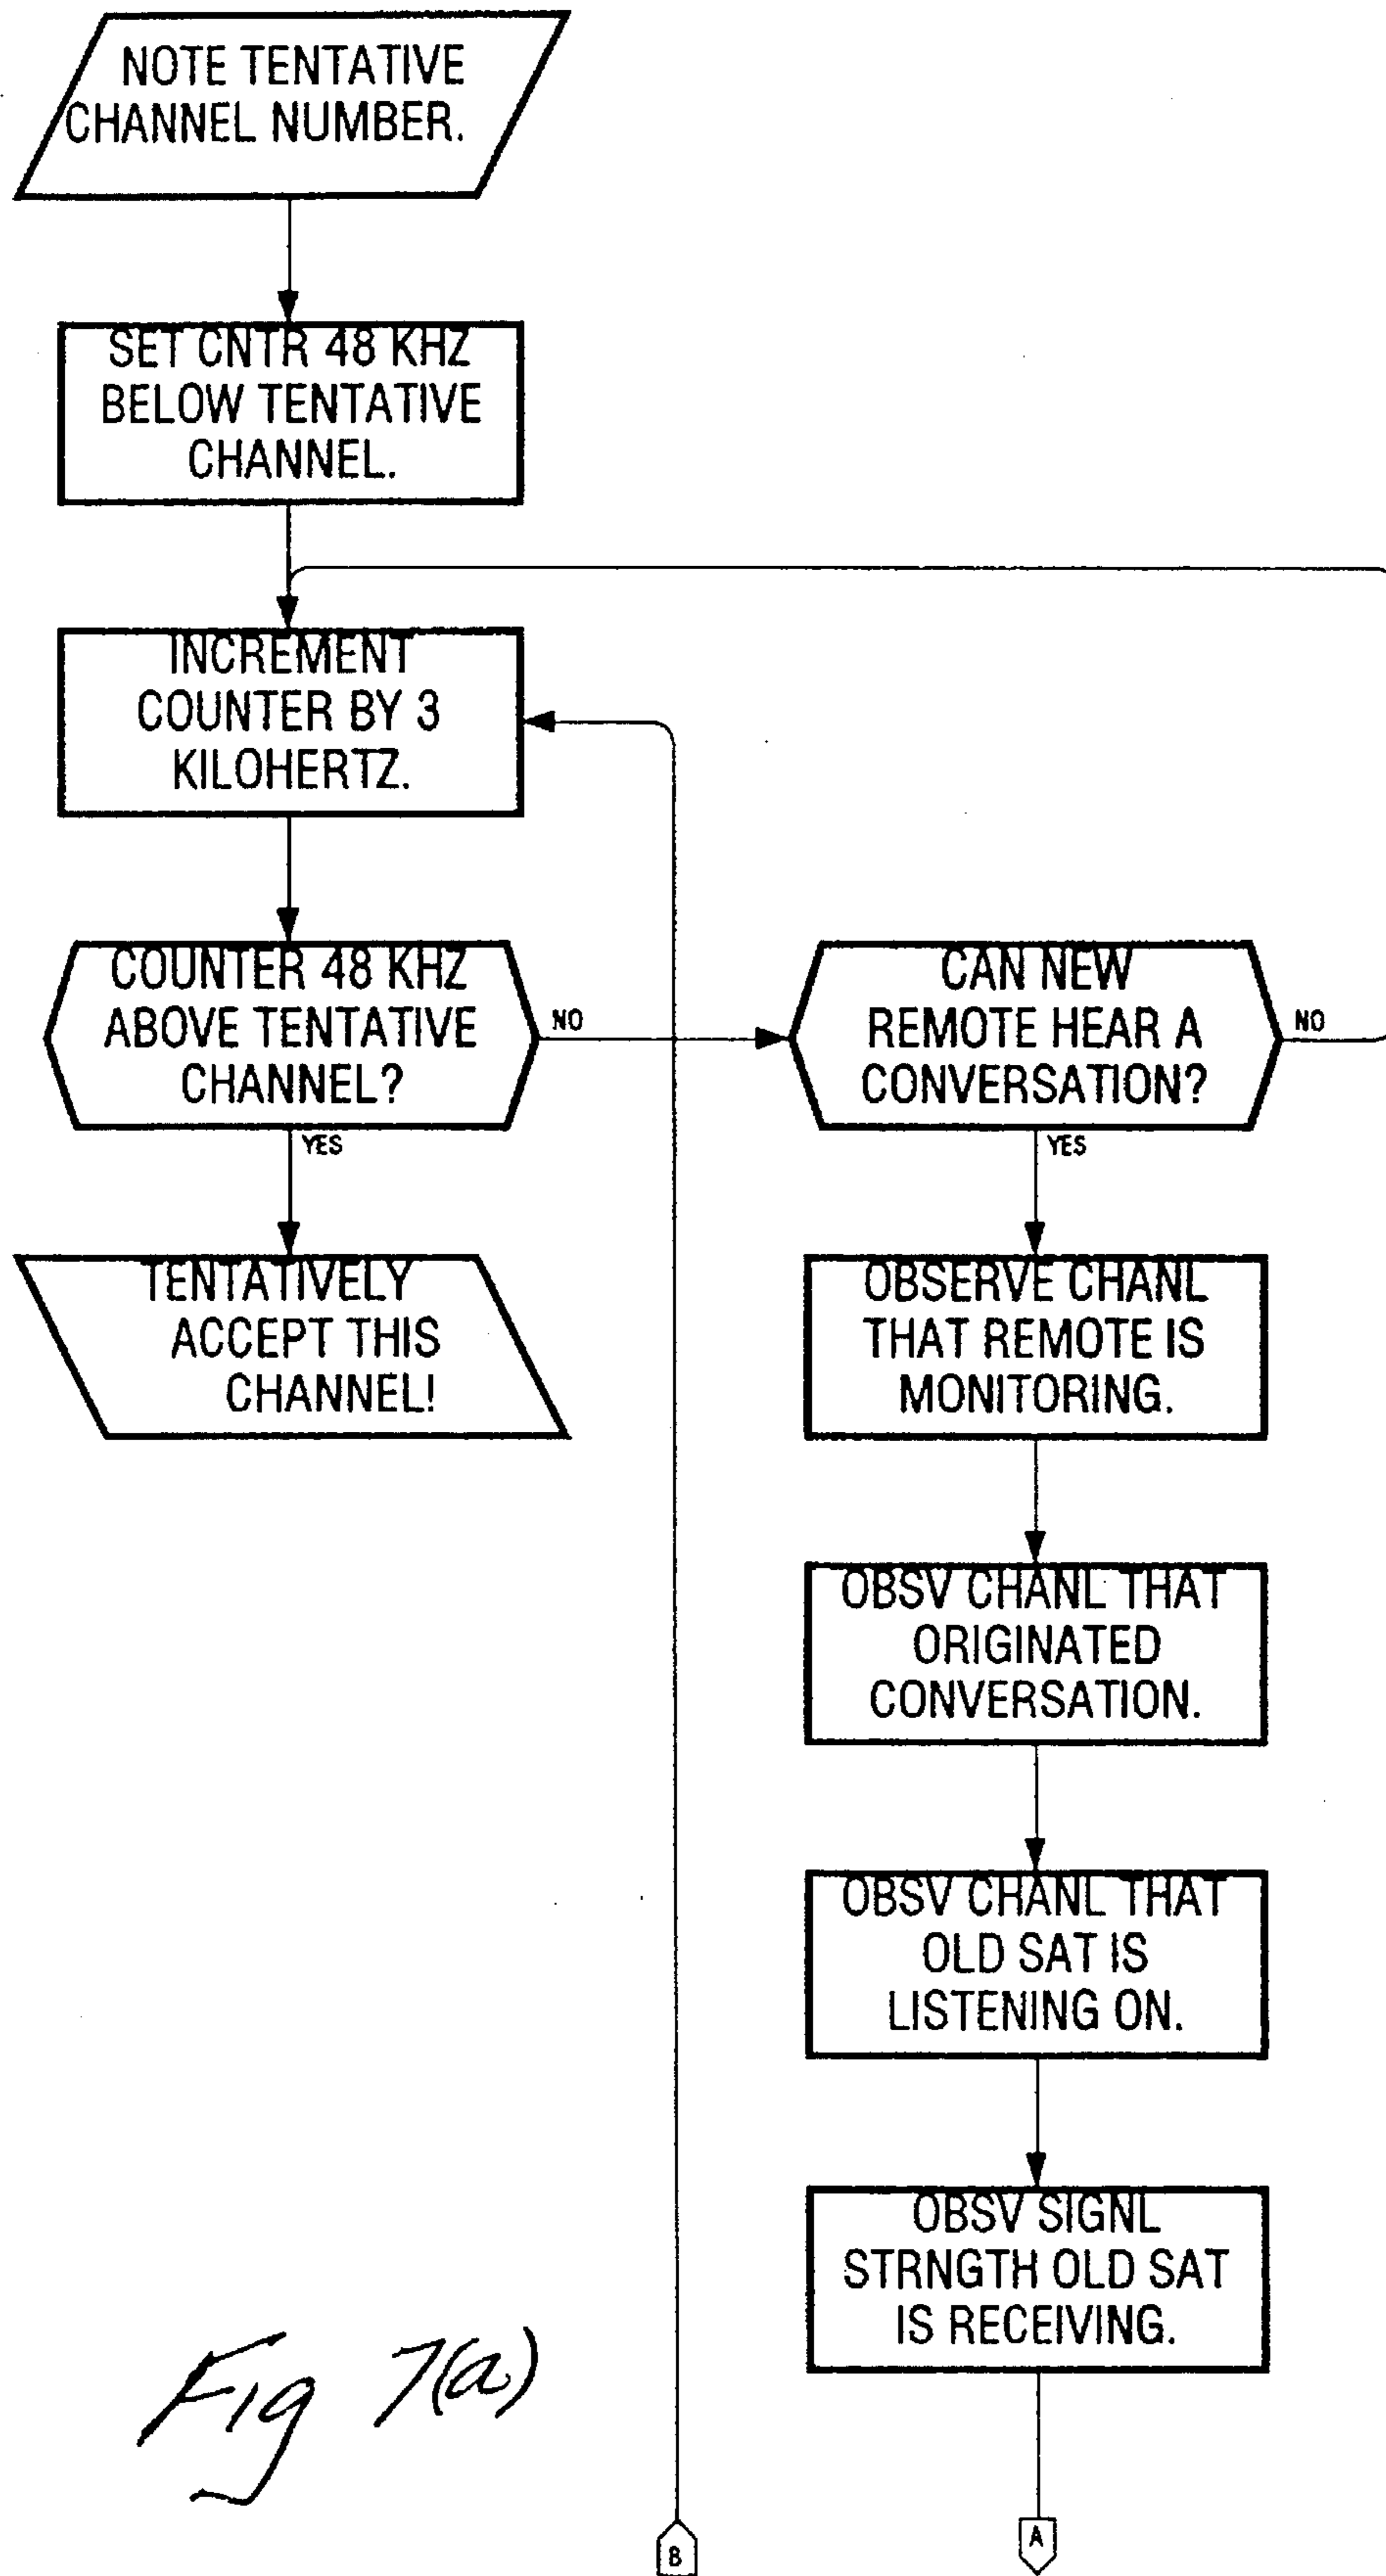 NOTE TENTATIVE
CHANNEL NUMBER.
SET CNTR 48 KHZ
BELOW TENTATIVE
CHANNEL.
INCREMENT
COUNTER BY 3
KILOHERTZ.
COUNTER 48 KHZ
ABOVE TENTATIVE
CHANNEL?
NO
YES
CAN NEW
REMOTE HEAR A
CONVERSATION?
NO
YES
TENTATIVELY
ACCEPT THIS
CHANNEL!
OBSERVE CHANL
THAT REMOTE IS
MONITORING.
OBSV CHANL THAT
ORIGINATED
CONVERSATION.
OBSV CHANL THAT
OLD SAT IS
LISTENING ON.
OBSV SIGNL
STRNGTH OLD SAT
IS RECEIVING.
Fig 7(a)
B
A